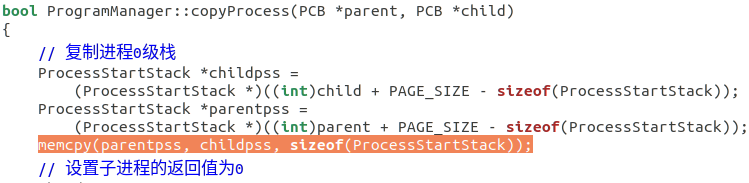 bool ProgramManager::copyProcess(PCB *parent, PCB *child)
{
// 复制进程0级栈
ProcessStartStack *childpss =
(ProcessStartStack *)((int)child + PAGE_SIZE - sizeof(ProcessStartStack));
ProcessStartStack *parentpss =
(ProcessStartStack *)((int)parent + PAGE_SIZE - sizeof(ProcessStartStack));
memcpy(parentpss, childpss, sizeof(ProcessStartStack));
// 设置子进程的返回值为0